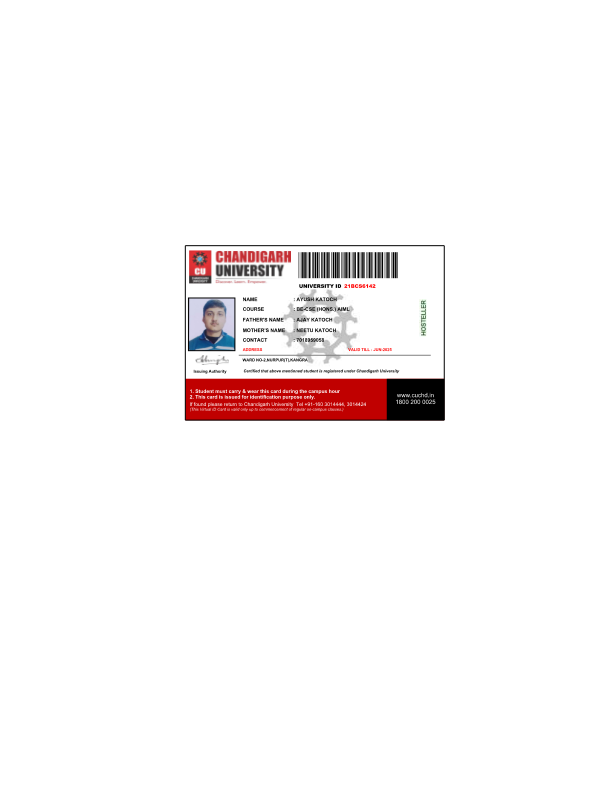 CHANDIGARH
UNIVERSITY
Discover. Learn. Empower.
CU
CHANDIGARH
UNIVERSITY
UNIVERSITY ID 21BCS6142
NAME : AYUSH KATOCH
COURSE : BE-CSE (HONS.) AIML
FATHER'S NAME : AJAY KATOCH
MOTHER'S NAME : NEETU KATOCH
CONTACT
ADDRESS VALID TILL : JUN-2025
WARD NO-2,NURPUR(T),KANGRA
HOSTELLER
Issuing Authority
Certified that above mentioned student is registered under Chandigarh University
1. Student must carry & wear this card during the campus hour
2. This card is issued for identification purpose only.
If found please return to Chandigarh University Tel +91-160 3014444, 3014424
(This Virtual ID Card is valid only up to commencement of regular on-campus classes.)
www.cuchd.in
1800 200 0025